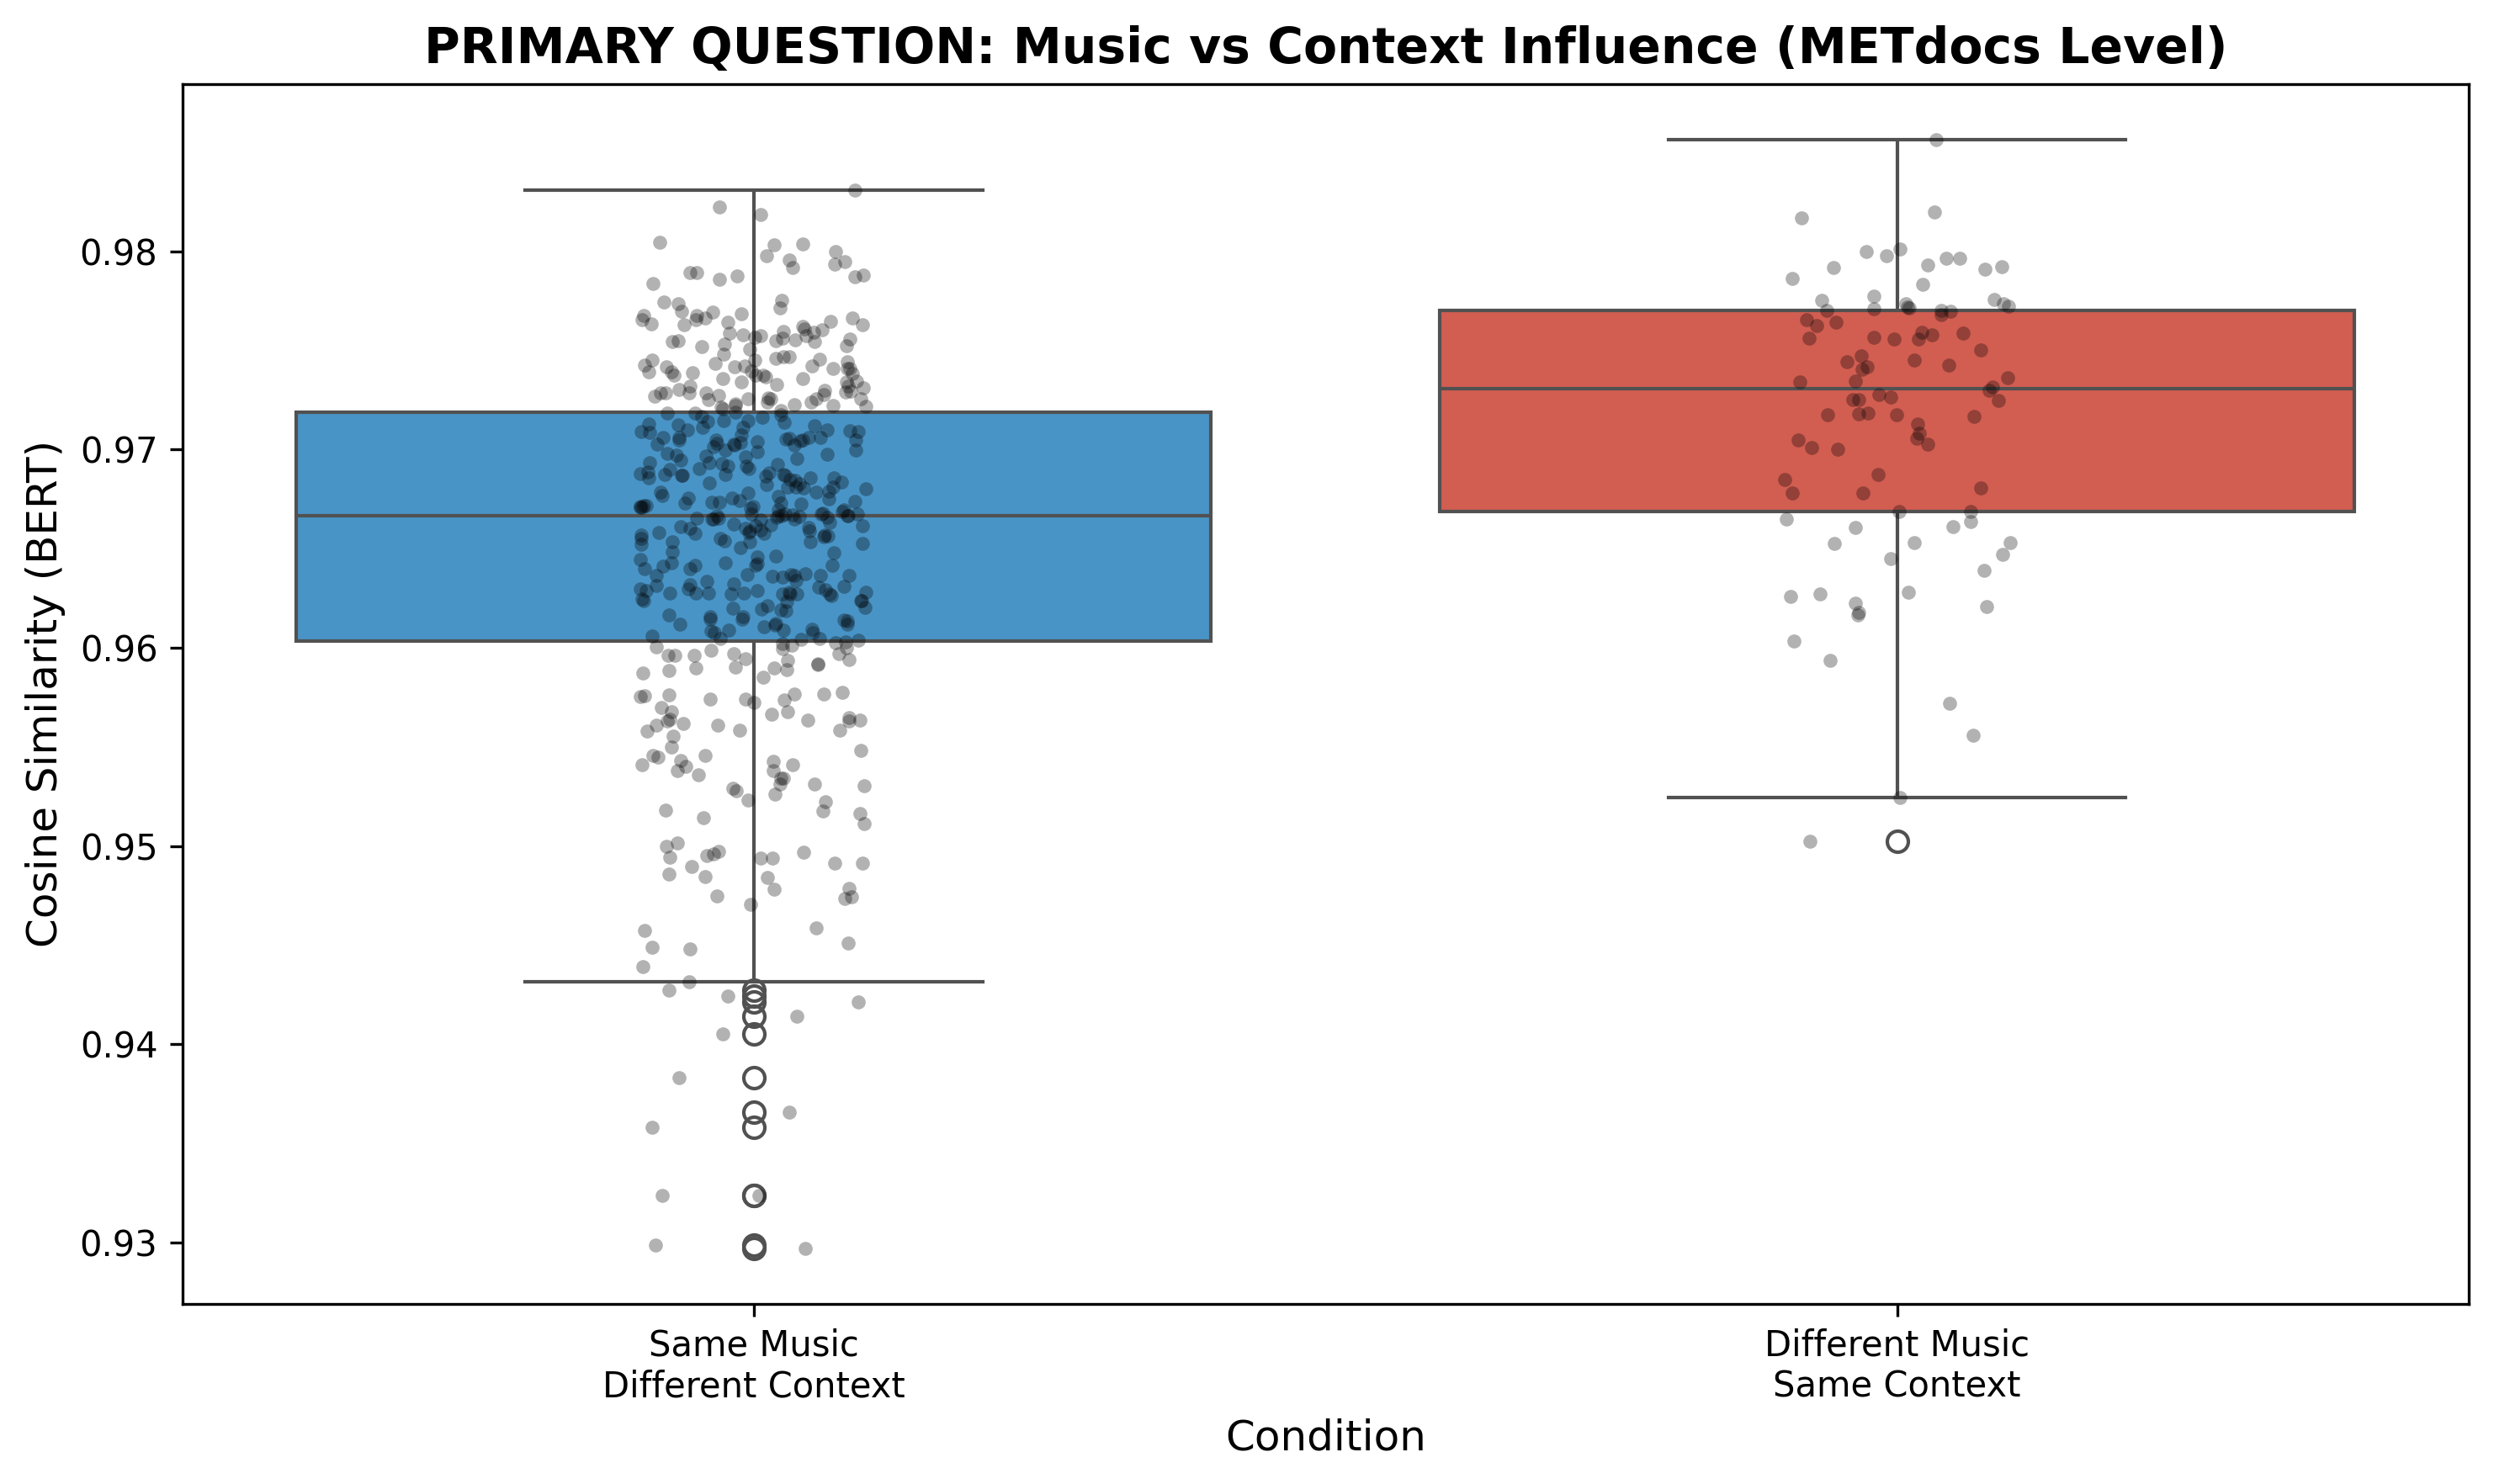 PRIMARY QUESTION: Music vs Context Influence (METdocs Level)
Cosine Similarity (BERT)
0.98
0.97
0.96
0.95
0.94
0.93
Same Music
Different Context
Different Music
Same Context
Condition